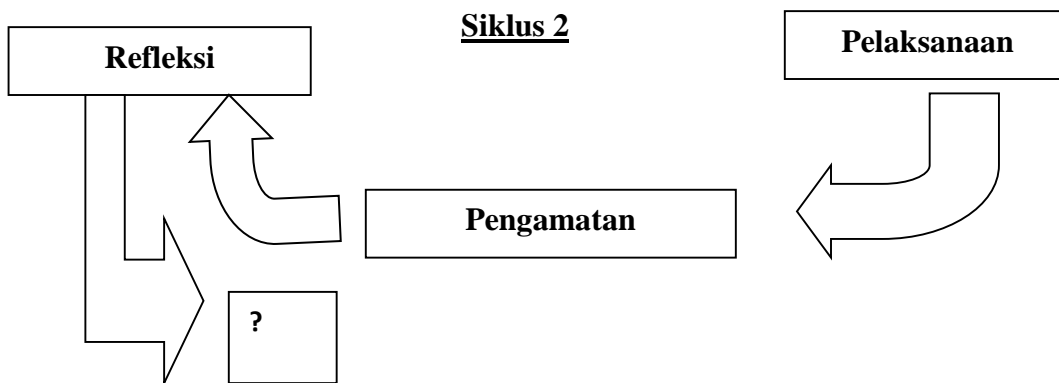 Siklus 2
Refleksi
Pelaksanaan
Pengamatan
?